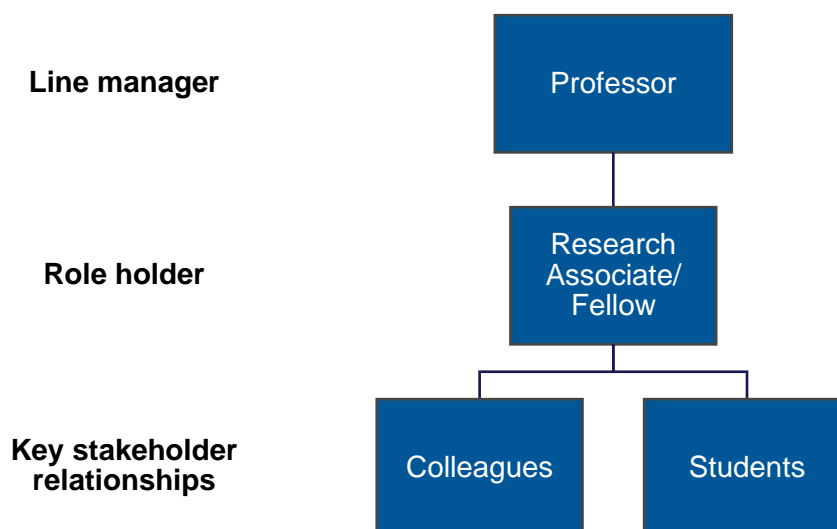 Line manager
Professor
Role holder
Research
Associate/
Fellow
Key stakeholder
relationships
Colleagues
Students